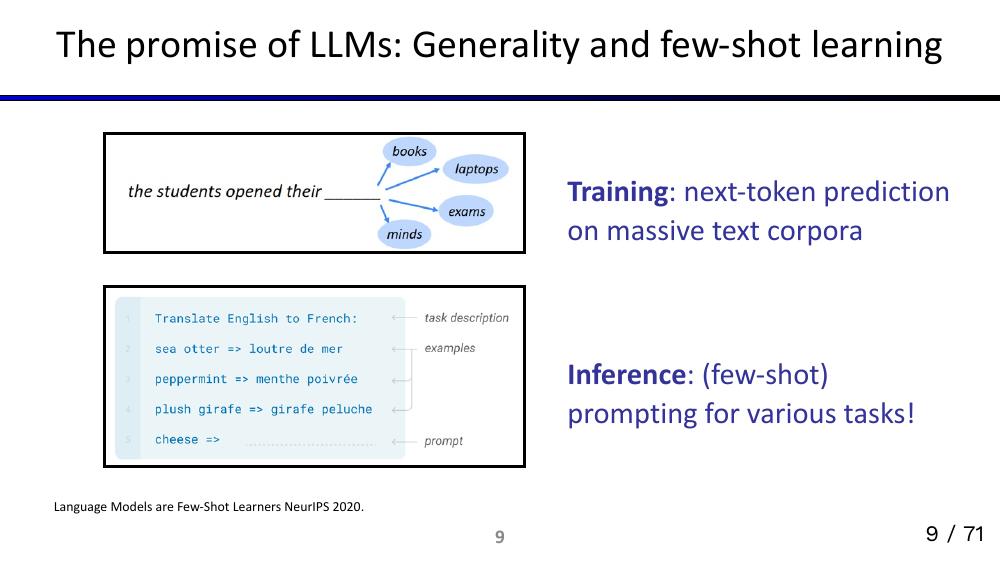 The promise of LLMs: Generality and few-shot learning
the students opened their ______
books
laptops
exams
minds
Training: next-token prediction
on massive text corpora
1 Translate English to French: task description
2 sea otter => loutre de mer examples
3 peppermint => menthe poivrée
4 plush girafe => girafe peluche
5 cheese => prompt
Inference: (few-shot)
prompting for various tasks!
Language Models are Few-Shot Learners NeurIPS 2020.
9
9 / 71